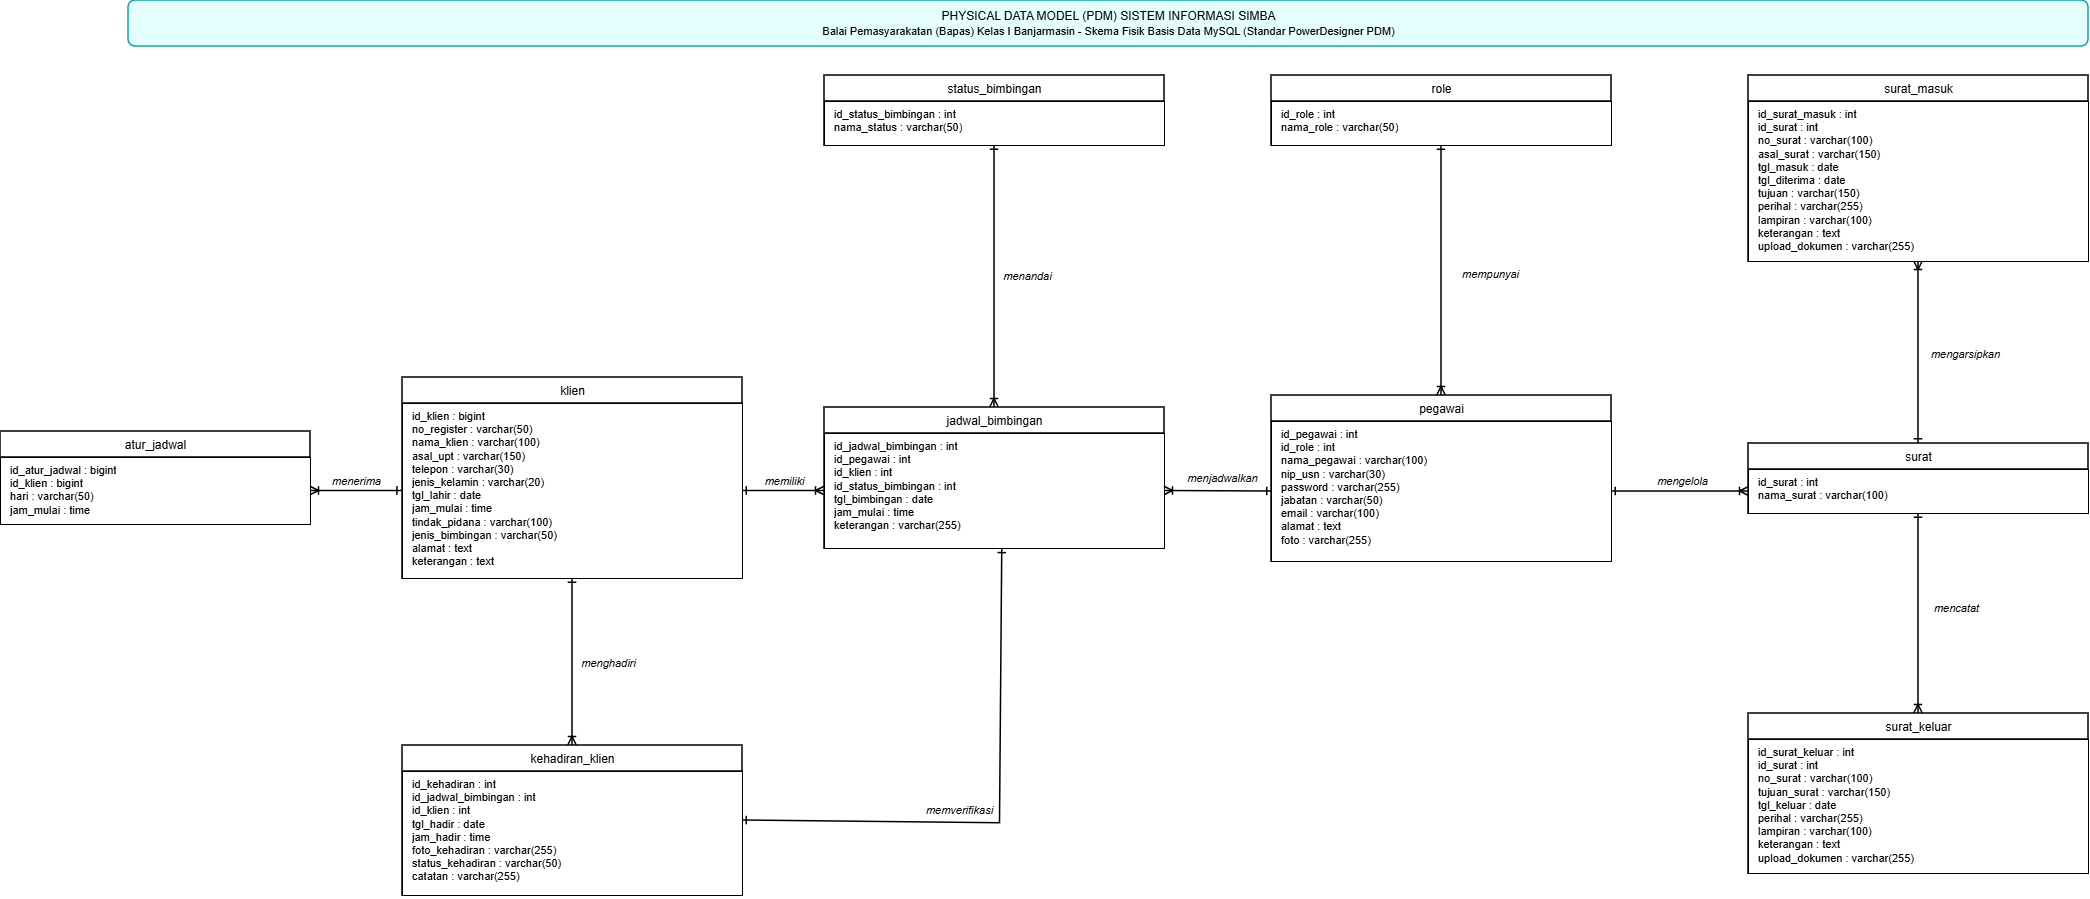 PHYSICAL DATA MODEL (PDM) SISTEM INFORMASI SIMBA
Balai Pemasyarakatan (Bapas) Kelas I Banjarmasin - Skema Fisik Basis Data MySQL (Standar PowerDesigner PDM)
status_bimbingan
id_status_bimbingan : int
nama_status : varchar(50)
role
id_role : int
nama_role : varchar(50)
surat_masuk
id_surat_masuk : int
id_surat : int
no_surat : varchar(100)
asal_surat : varchar(150)
tgl_masuk : date
tgl_diterima : date
tujuan : varchar(150)
perihal : varchar(255)
lampiran : varchar(100)
keterangan : text
upload_dokumen : varchar(255)
menandai
mempunyai
mengarsipkan
atur_jadwal
id_atur_jadwal : bigint
id_klien : bigint
hari : varchar(50)
jam_mulai : time
menerima
klien
id_klien : bigint
no_register : varchar(50)
nama_klien : varchar(100)
asal_upt : varchar(150)
telepon : varchar(30)
jenis_kelamin : varchar(20)
tgl_lahir : date
jam_mulai : time
tindak_pidana : varchar(100)
jenis_bimbingan : varchar(50)
alamat : text
keterangan : text
memiliki
jadwal_bimbingan
id_jadwal_bimbingan : int
id_pegawai : int
id_klien : int
id_status_bimbingan : int
tgl_bimbingan : date
jam_mulai : time
keterangan : varchar(255)
menjadwalkan
pegawai
id_pegawai : int
id_role : int
nama_pegawai : varchar(100)
nip_usn : varchar(30)
password : varchar(255)
jabatan : varchar(50)
email : varchar(100)
alamat : text
foto : varchar(255)
mengelola
surat
id_surat : int
nama_surat : varchar(100)
menghadiri
mencatat
kehadiran_klien
id_kehadiran : int
id_jadwal_bimbingan : int
id_klien : int
tgl_hadir : date
jam_hadir : time
foto_kehadiran : varchar(255)
status_kehadiran : varchar(50)
catatan : varchar(255)
memverifikasi
surat_keluar
id_surat_keluar : int
id_surat : int
no_surat : varchar(100)
tujuan_surat : varchar(150)
tgl_keluar : date
perihal : varchar(255)
lampiran : varchar(100)
keterangan : text
upload_dokumen : varchar(255)